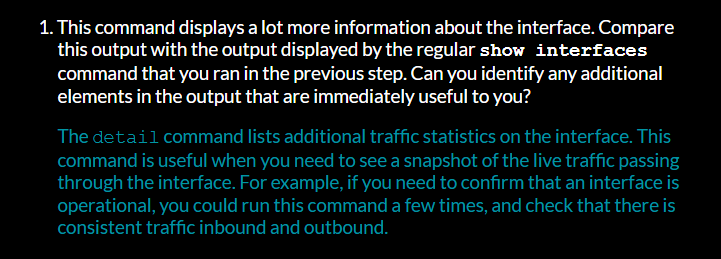 1. This command displays a lot more information about the interface. Compare
this output with the output displayed by the regular show interfaces
command that you ran in the previous step. Can you identify any additional
elements in the output that are immediately useful to you?
The detail command lists additional traffic statistics on the interface. This
command is useful when you need to see a snapshot of the live traffic passing
through the interface. For example, if you need to confirm that an interface is
operational, you could run this command a few times, and check that there is
consistent traffic inbound and outbound.